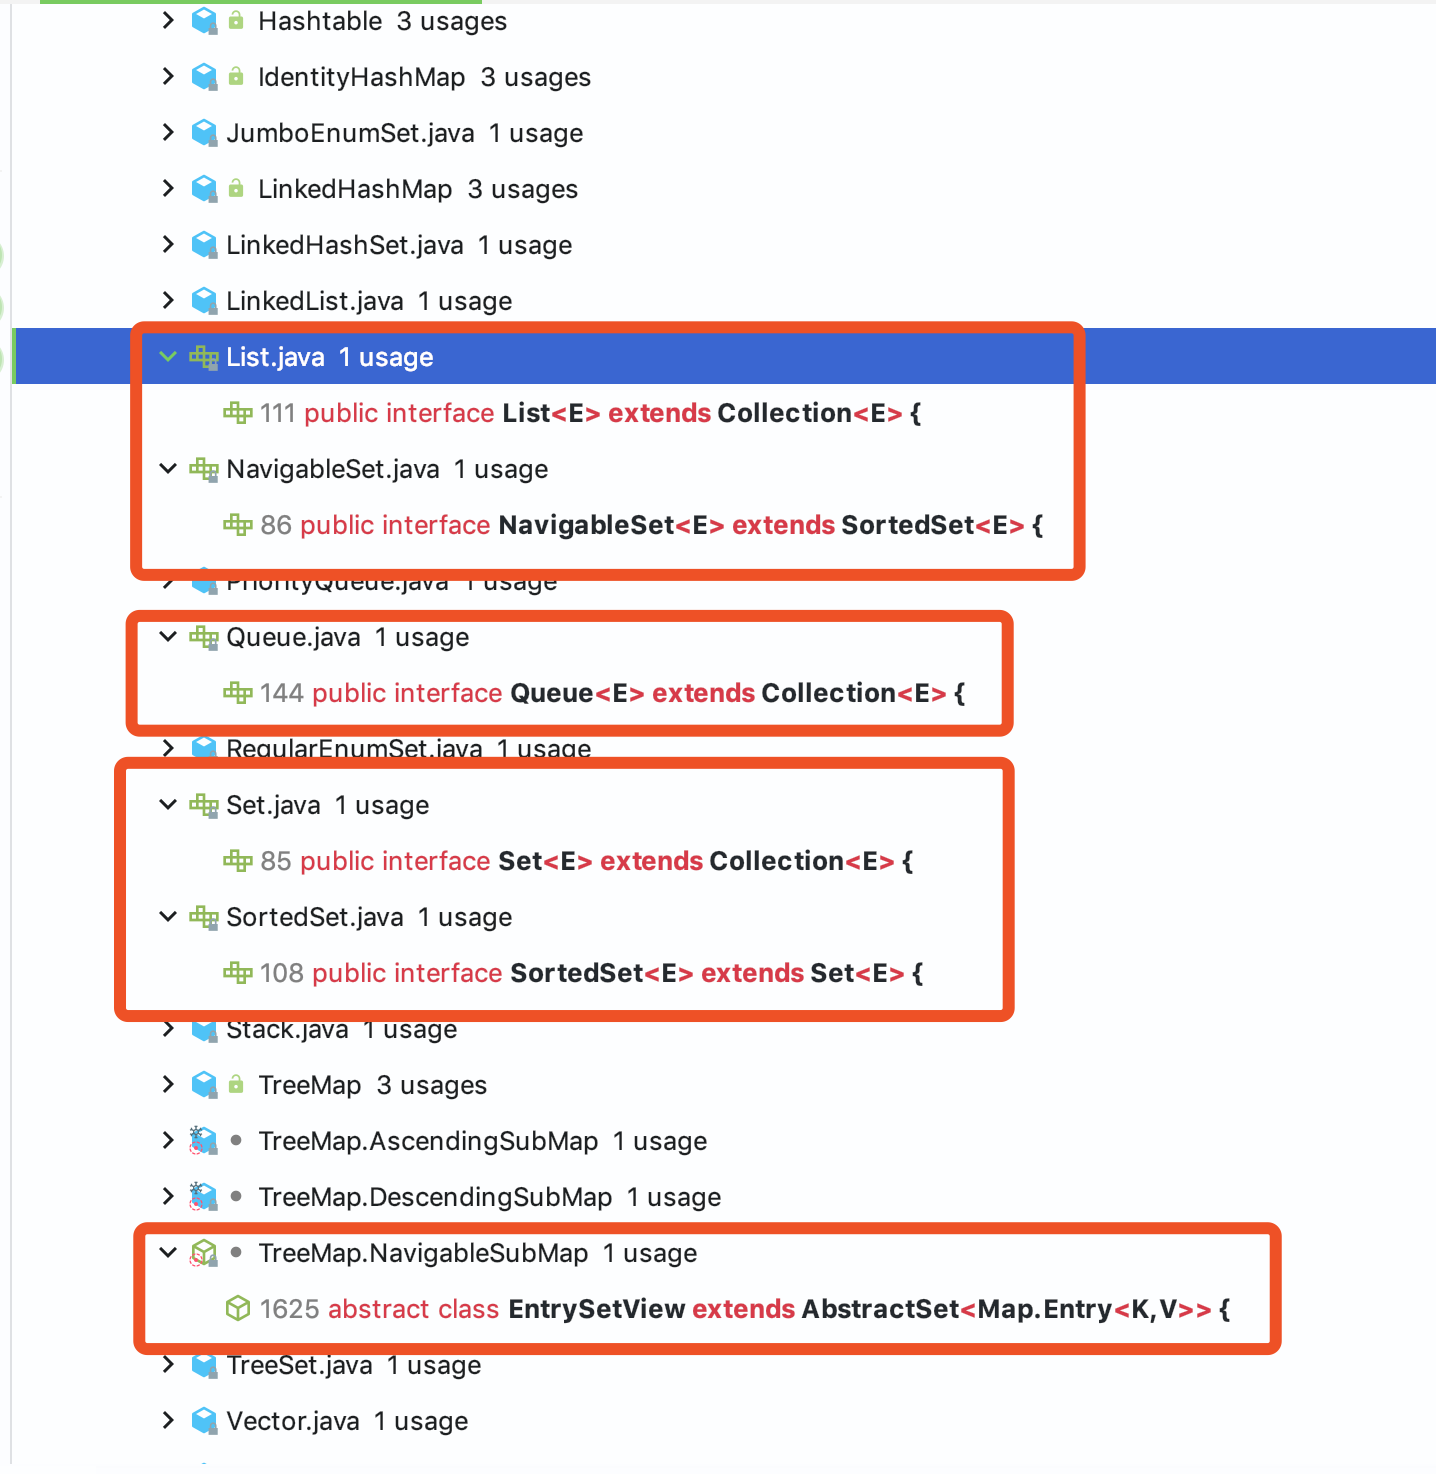 Hashtable 3 usages
IdentityHashMap 3 usages
JumboEnumSet.java 1 usage
LinkedHashMap 3 usages
LinkedHashSet.java 1 usage
LinkedList.java 1 usage
List.java 1 usage
111 public interface List<E> extends Collection<E> {
NavigableSet.java 1 usage
86 public interface NavigableSet<E> extends SortedSet<E> {
PriorityQueue.java 1 usage
Queue.java 1 usage
144 public interface Queue<E> extends Collection<E> {
RegularEnumSet.java 1 usage
Set.java 1 usage
85 public interface Set<E> extends Collection<E> {
SortedSet.java 1 usage
108 public interface SortedSet<E> extends Set<E> {
Stack.java 1 usage
TreeMap 3 usages
TreeMap.AscendingSubMap 1 usage
TreeMap.DescendingSubMap 1 usage
TreeMap.NavigableSubMap 1 usage
1625 abstract class EntrySetView extends AbstractSet<Map.Entry<K,V>> {
TreeSet.java 1 usage
Vector.java 1 usage